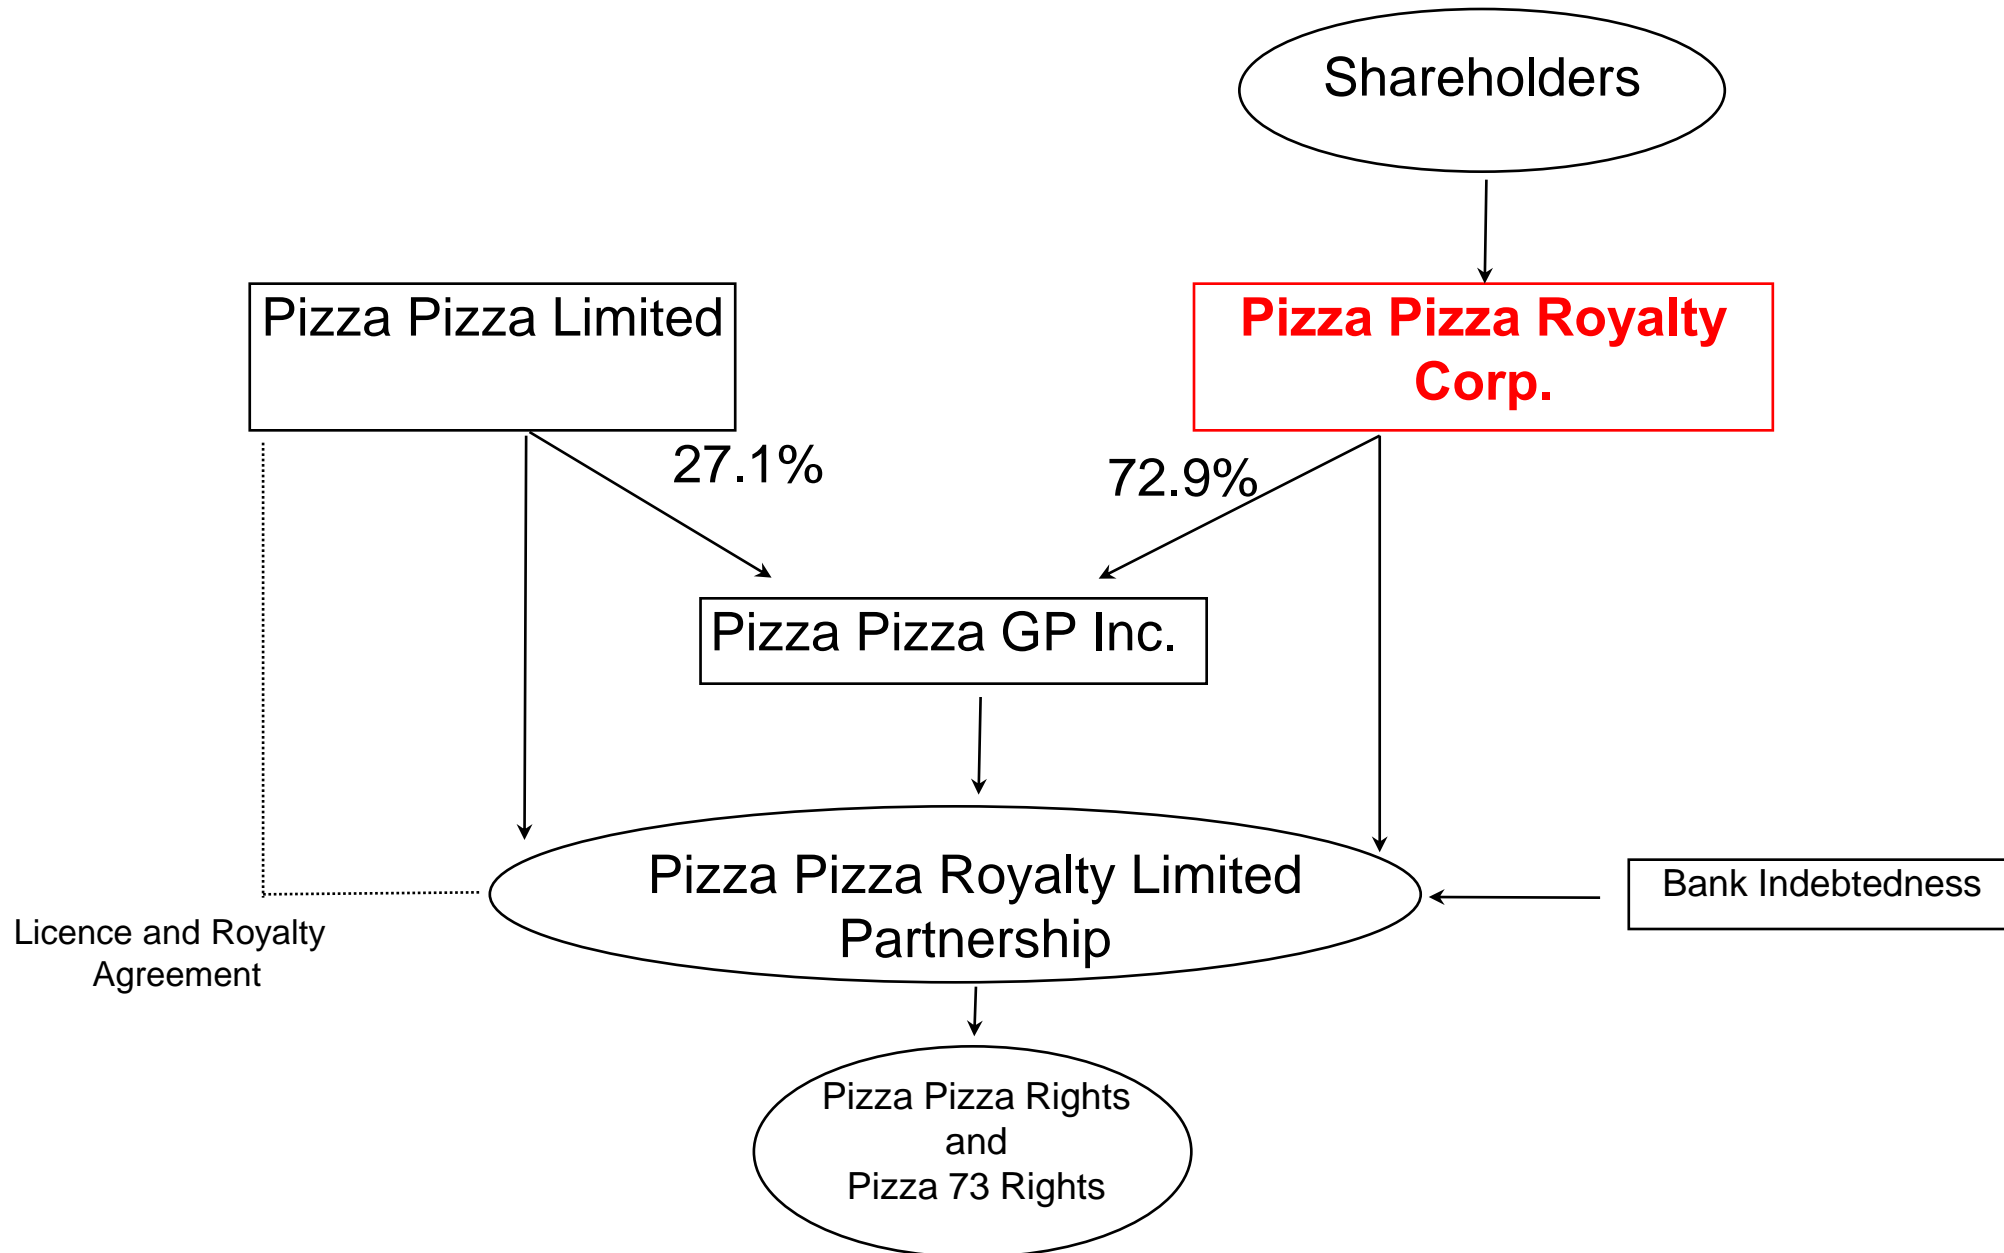 Shareholders
Pizza Pizza Limited
Pizza Pizza Royalty
Corp.
27.1%
72.9%
Pizza Pizza GP Inc.
Pizza Pizza Royalty Limited
Partnership
Bank Indebtedness
Licence and Royalty
Agreement
Pizza Pizza Rights
and
Pizza 73 Rights